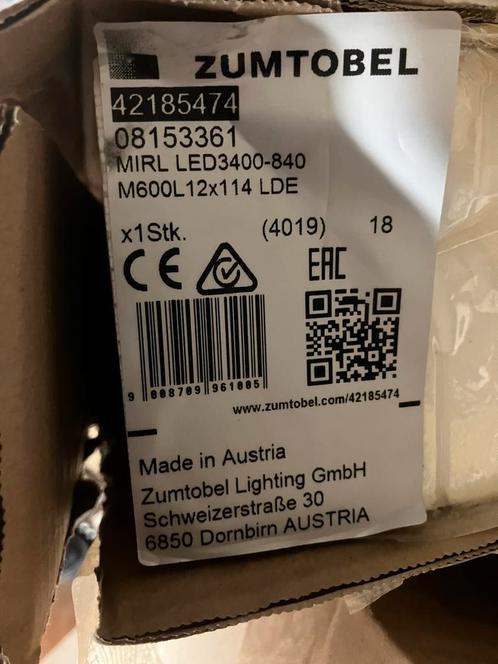 ZUMTOBEL
42185474
08153361
MIRL LED3400-840
M600L12x114 LDE
x1Stk. (4019) 18
CE EAC
9 008709 961005
www.zumtobel.com/42185474
Made in Austria
Zumtobel Lighting GmbH
Schweizerstraße 30
6850 Dornbirn AUSTRIA